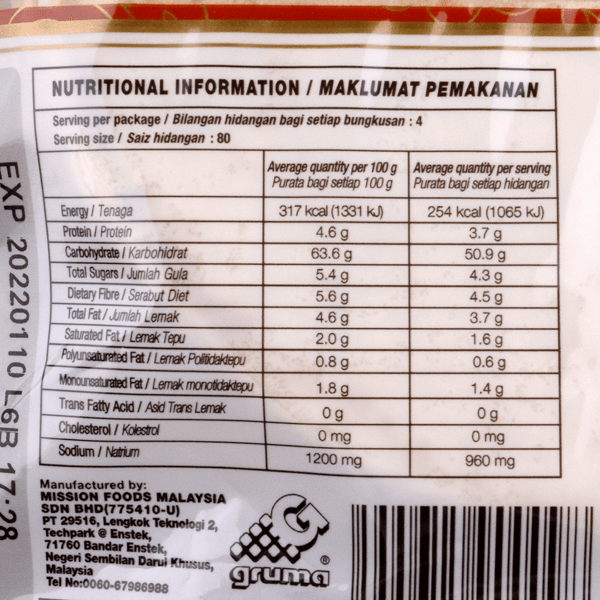 NUTRITIONAL INFORMATION / MAKLUMAT PEMAKANAN
Serving per package / Bilangan hidangan bagi setiap bungkusan : 4
Serving size / Saiz hidangan : 80
Average quantity per 100 g Average quantity per serving
Purata bagi setiap 100 g Purata bagi setiap hidangan
Energy / Tenaga 317 kcal (1331 kJ) 254 kcal (1065 kJ)
Protein / Protein 4.6 g 3.7 g
Carbohydrate / Karbohidrat 63.6 g 50.9 g
Total Sugars / Jumlah Gula 5.4 g 4.3 g
Dietary Fibre / Serabut Diet 5.6 g 4.5 g
Total Fat / Jumlah Lemak 4.6 g 3.7 g
Saturated Fat / Lemak Tepu 2.0 g 1.6 g
Polyunsaturated Fat / Lemak Politidaktepu 0.8 g 0.6 g
Monounsaturated Fat / Lemak monotidaktepu 1.8 g 1.4 g
Trans Fatty Acid / Asid Trans Lemak 0 g 0 g
Cholesterol / Kolestrol 0 mg 0 mg
Sodium / Natrium 1200 mg 960 mg
EXP 20220110 L6B 17:28
Manufactured by:
MISSION FOODS MALAYSIA
SDN BHD(775410-U)
PT 29516, Lengkok Teknologi 2,
Techpark @ Enstek,
71760 Bandar Enstek,
Negeri Sembilan Darul Khusus,
Malaysia
Tel No:0060-67986988
G
gruma ®